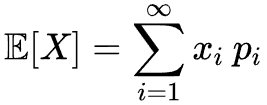 𝔼[X] = ∑_{i=1}^{∞} x_i p_i